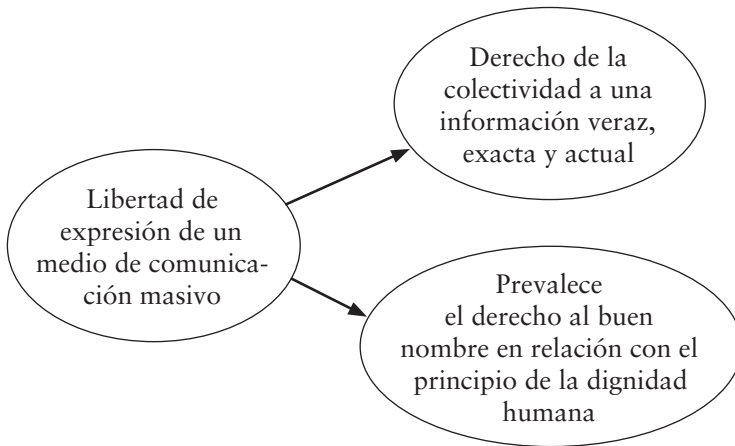 Derecho de la
colectividad a una
información veraz,
exacta y actual
Libertad de
expresión de un
medio de comunica-
ción masivo
Prevalece
el derecho al buen
nombre en relación con el
principio de la dignidad
humana